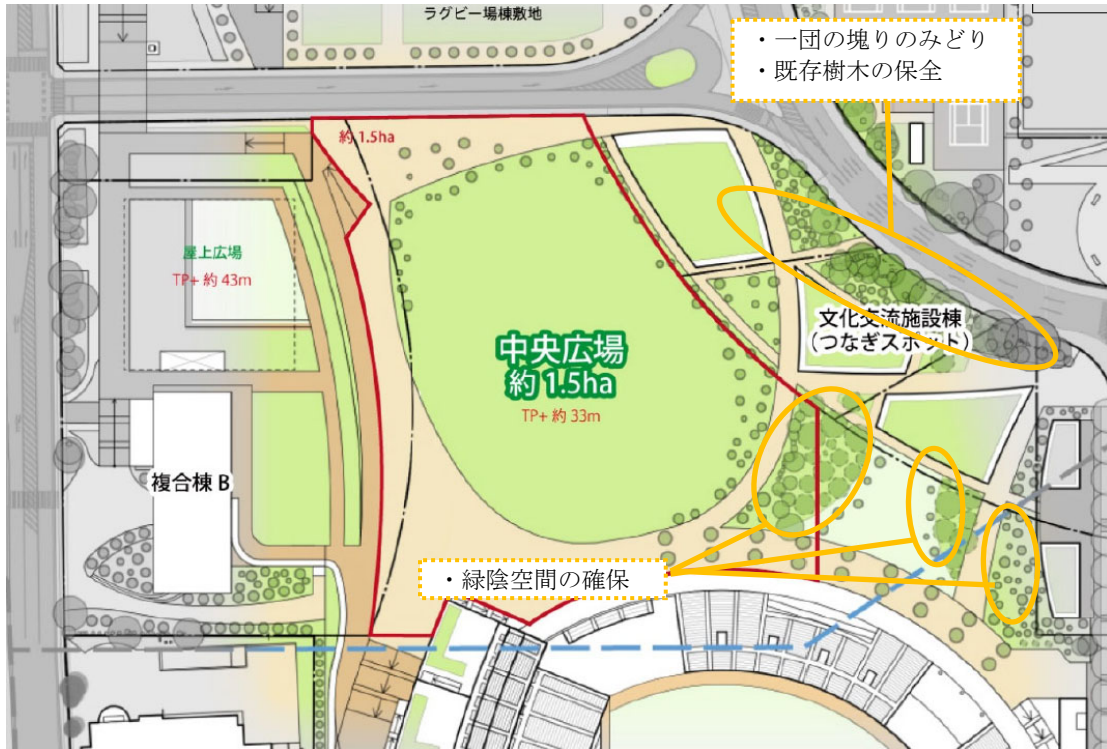 ラグビー場棟敷地
・一団の塊りのみどり
・既存樹木の保全
約 1.5ha
屋上広場
TP+ 約 43m
文化交流施設棟
(つなぎスポット)
中央広場
約 1.5ha
TP+ 約 33m
複合棟 B
・緑陰空間の確保